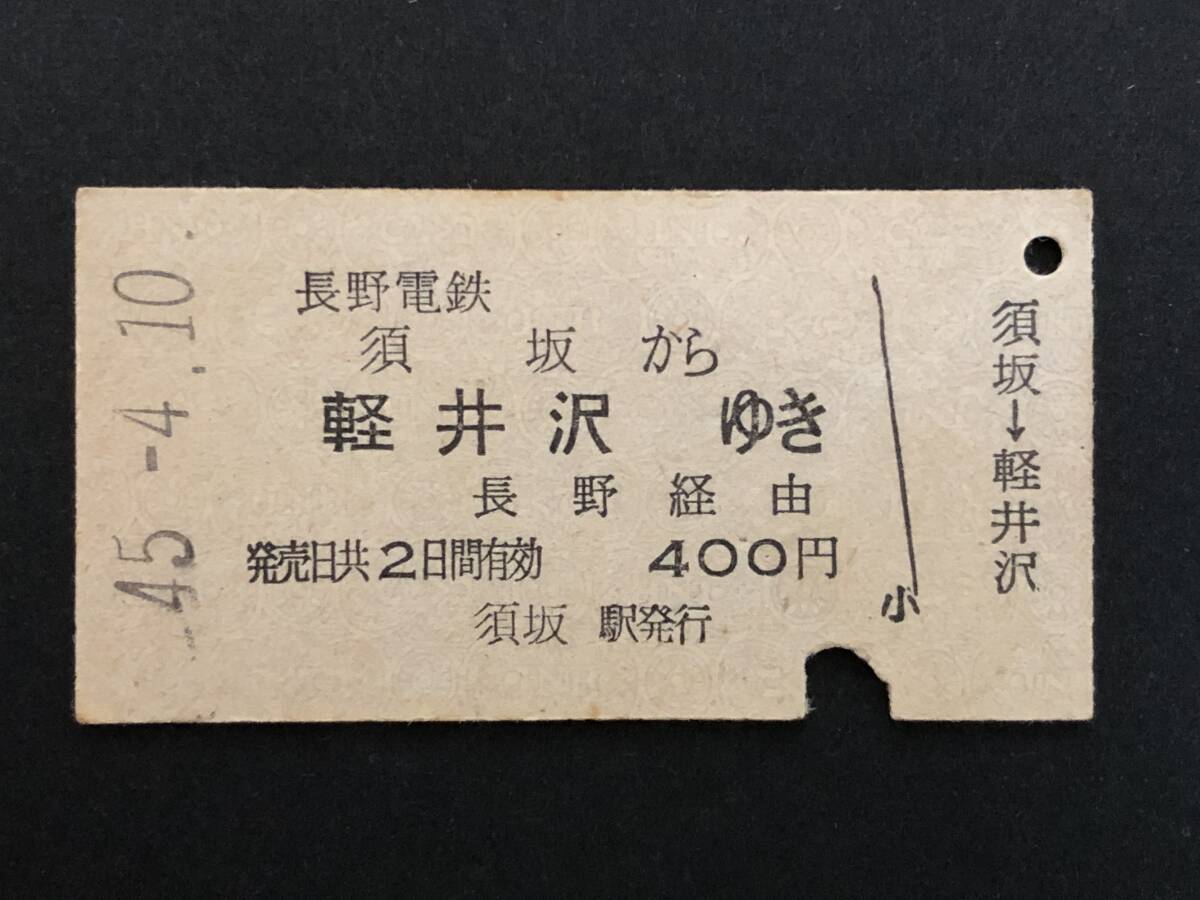 45.-4.10.
長野電鉄
須坂から
軽井沢ゆき
長野経由
発売日共2日間有効 400円
須坂駅発行
小
須坂→軽井沢